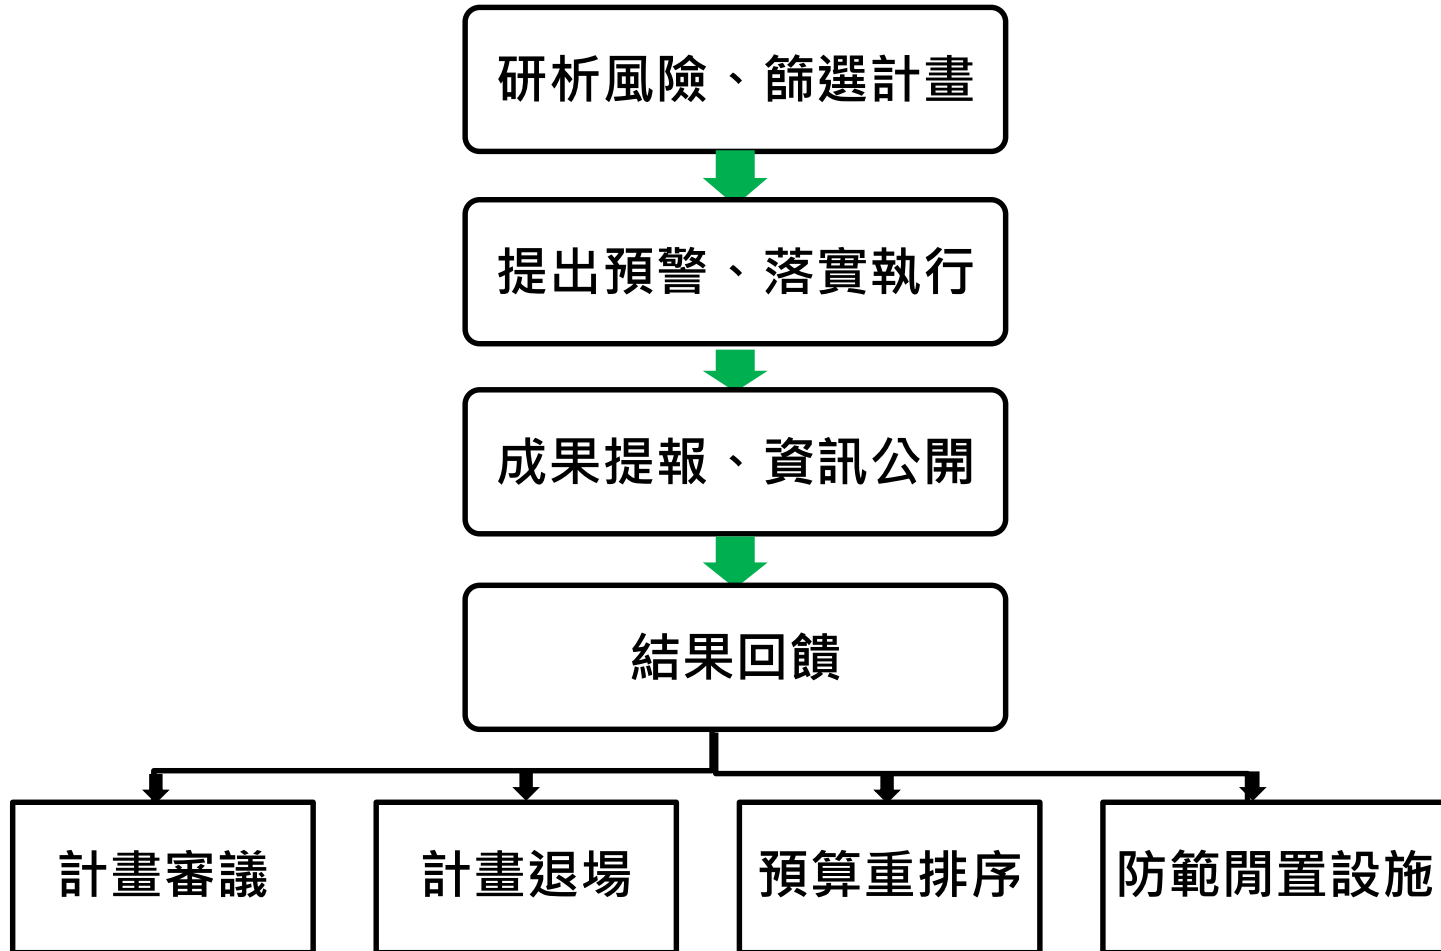 研析風險、篩選計畫
提出預警、落實執行
成果提報、資訊公開
結果回饋
計畫審議
計畫退場
預算重排序
防範閒置設施